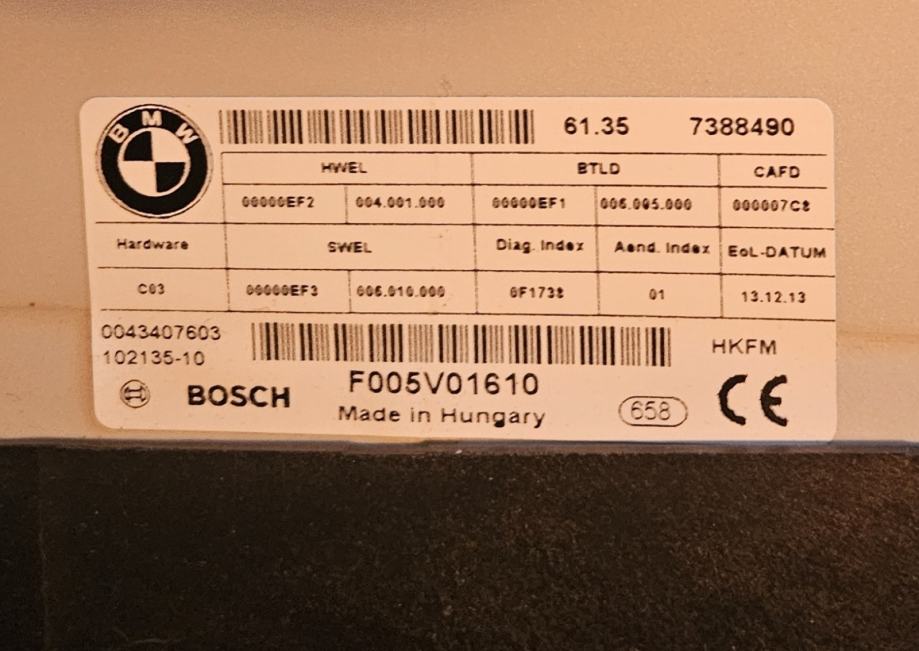 BMW
61.35 7388490
HWEL BTLD CAFD
00000EF2 004.001.000 00000EF1 006.005.000 000007C8
Hardware SWEL Diag. Index Aend. Index EoL-DATUM
C03 00000EF3 006.010.000 0F1738 01 13.12.13
0043407603
102135-10
HKFM
BOSCH F005V01610
Made in Hungary 658 CE